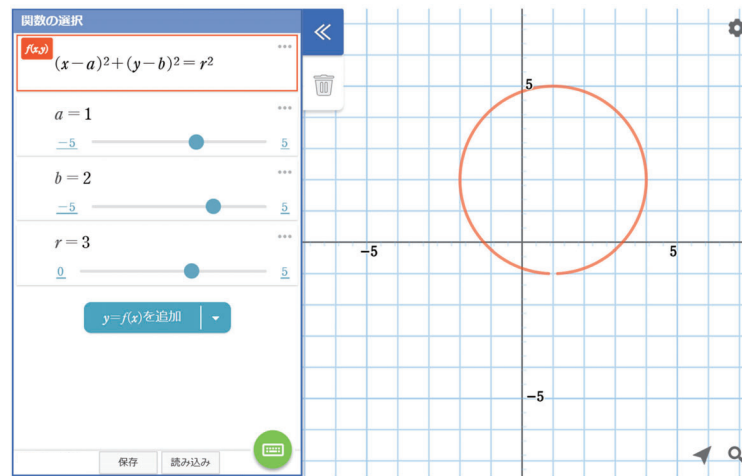 関数の選択
f(x,y)
(x−a)²+(y−b)²=r²
a=1
−5 5
b=2
−5 5
r=3
0 5
y=f(x)を追加
保存 読み込み
5
−5 5
−5